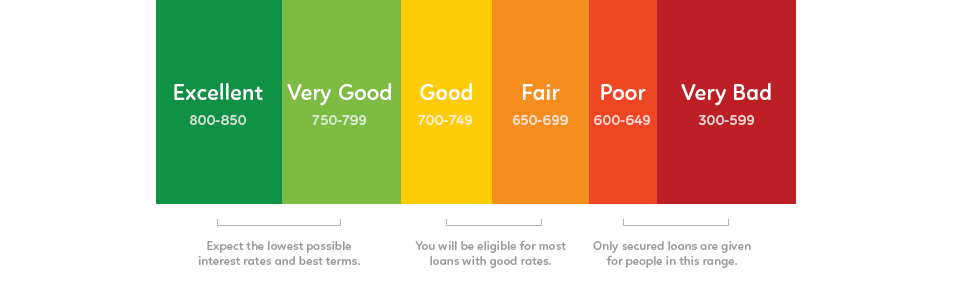 Excellent
800-850
Very Good
750-799
Good
700-749
Fair
650-699
Poor
600-649
Very Bad
300-599
Expect the lowest possible
interest rates and best terms.
You will be eligible for most
loans with good rates.
Only secured loans are given
for people in this range.